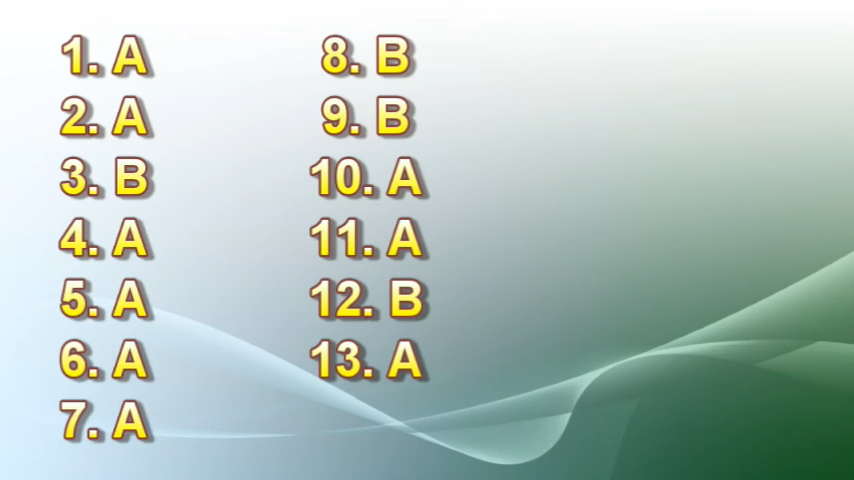 1. A
2. A
3. B
4. A
5. A
6. A
7. A
8. B
9. B
10. A
11. A
12. B
13. A